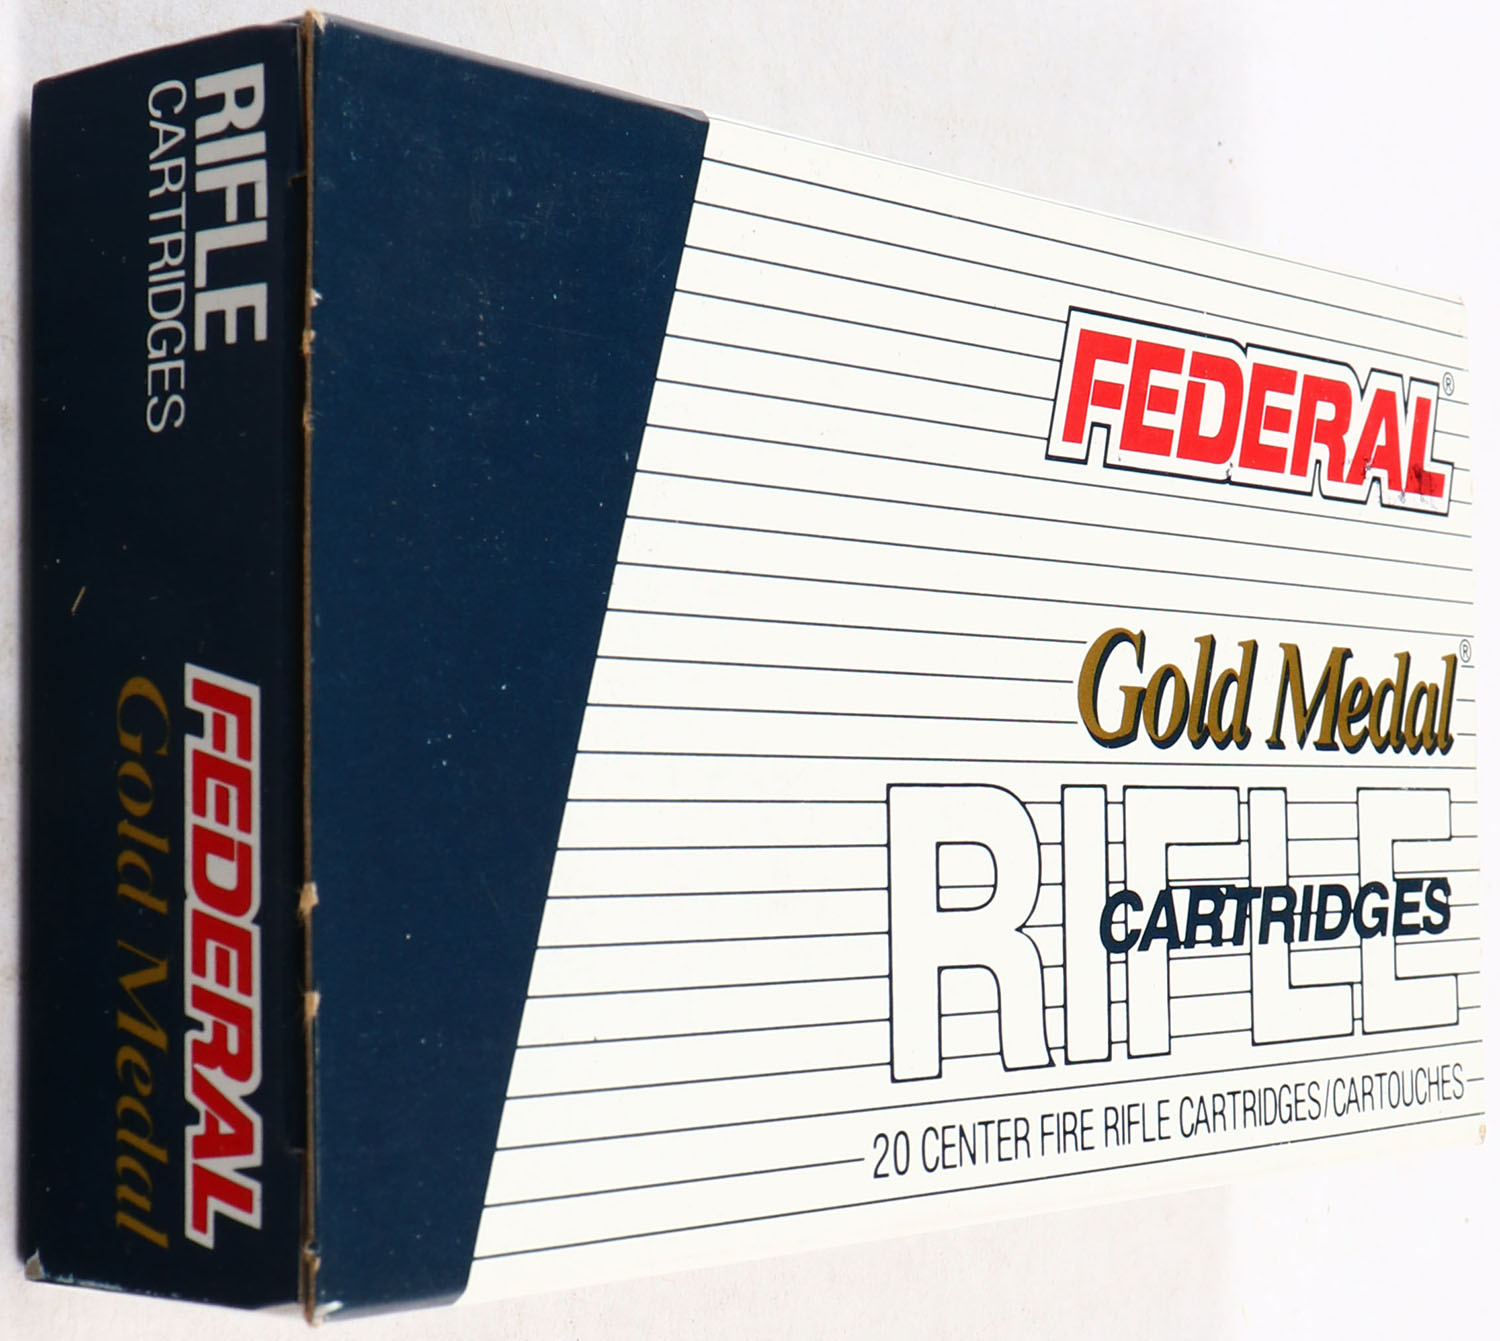 RIFLE
CARTRIDGES
FEDERAL
Gold Medal
FEDERAL®
Gold Medal®
RIFLE
CARTRIDGES
20 CENTER FIRE RIFLE CARTRIDGES/CARTOUCHES